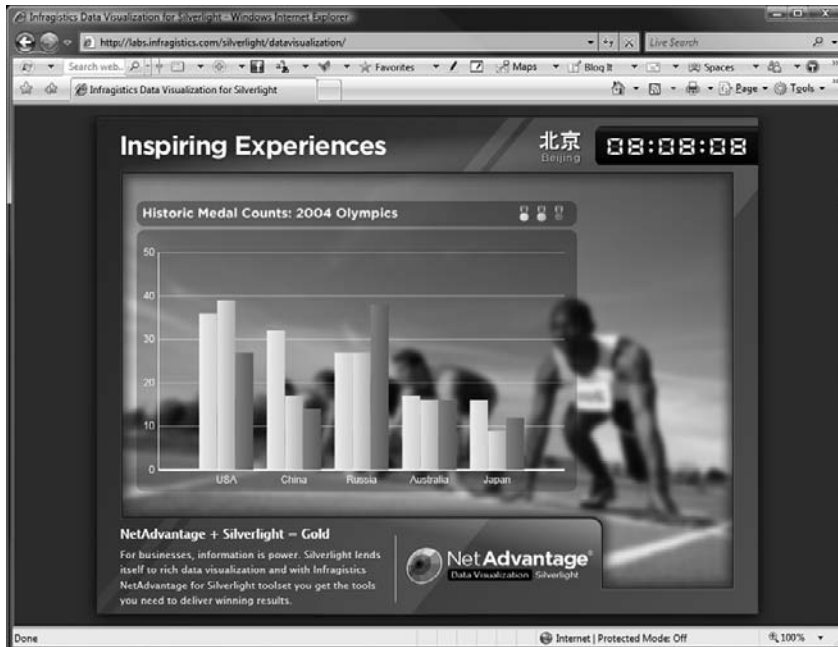 Infragistics Data Visualization for Silverlight - Windows Internet Explorer
http://labs.infragistics.com/silverlight/datavisualization/
Live Search
Search web...
Favorites
Maps
Blog It
Spaces
Infragistics Data Visualization for Silverlight
Page
Tools
Inspiring Experiences
北京
Beijing
08:08:08
Historic Medal Counts: 2004 Olympics
50
40
30
20
10
0
USA China Russia Australia Japan
NetAdvantage + Silverlight = Gold
For businesses, information is power. Silverlight lends
itself to rich data visualization and with Infragistics
NetAdvantage for Silverlight toolset you get the tools
you need to deliver winning results.
NetAdvantage®
Data Visualization Silverlight
Done
Internet | Protected Mode: Off
100%